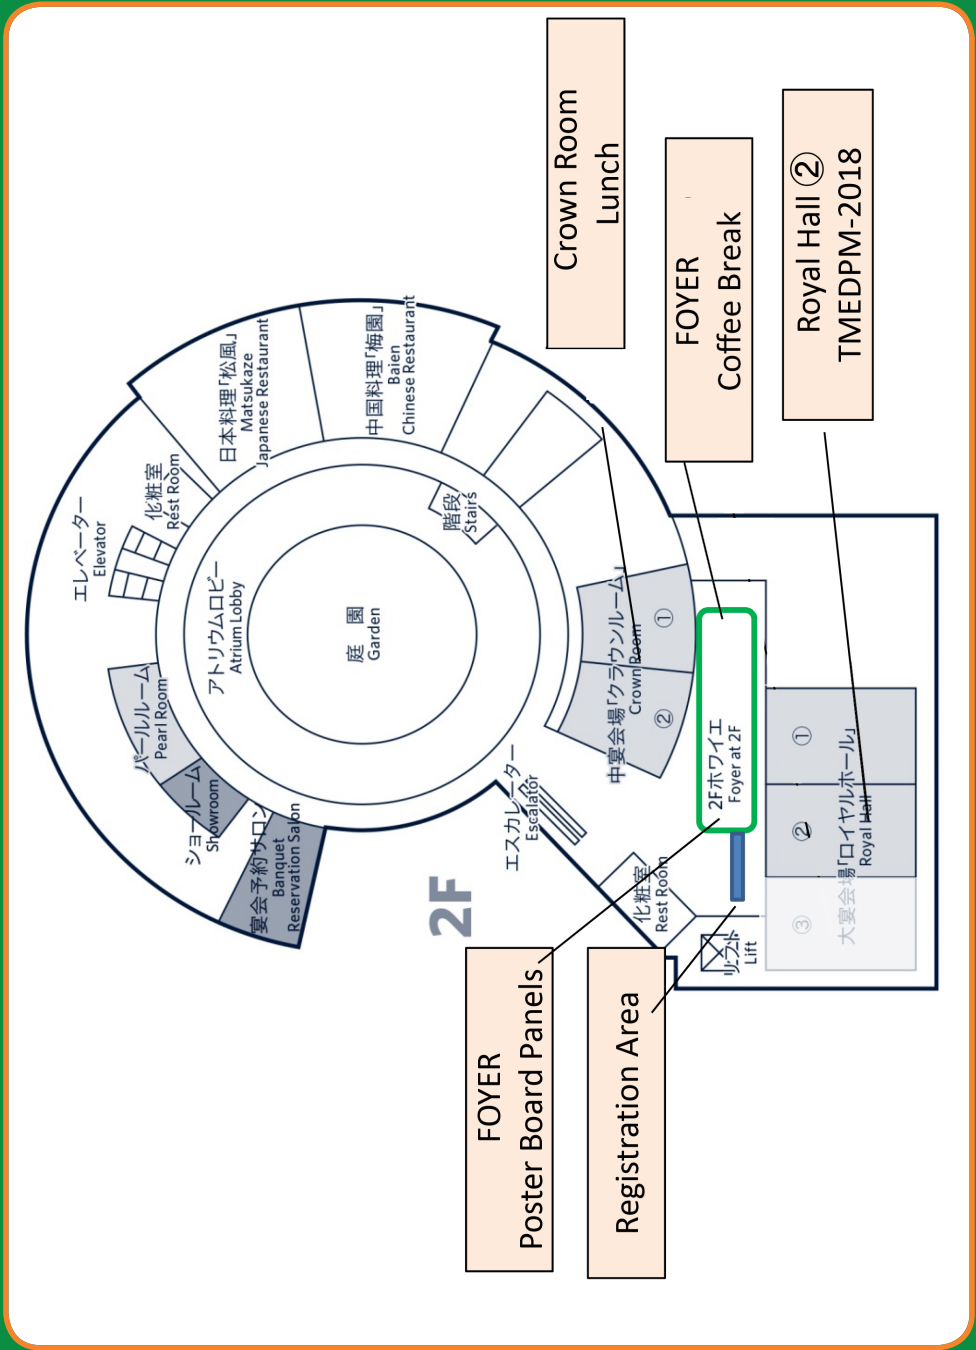 エレベーター
Elevator
化粧室
Rest Room
日本料理「松風」
Matsukaze
Japanese Restaurant
中国料理「梅園」
Baien
Chinese Restaurant
パールルーム
Pearl Room
ショールーム
Showroom
宴会予約サロン
Banquet
Reservation Salon
アトリウムロビー
Atrium Lobby
庭 園
Garden
階段
Stairs
2F
エスカレーター
Escalator
中宴会場「クラウンルーム」
Crown Room
②
①
Crown Room
Lunch
FOYER
Coffee Break
Royal Hall ②
TMEDPM-2018
化粧室
Rest Room
2Fホワイエ
Foyer at 2F
リフト
Lift
③
②
①
大宴会場「ロイヤルホール」
Royal Hall
FOYER
Poster Board Panels
Registration Area